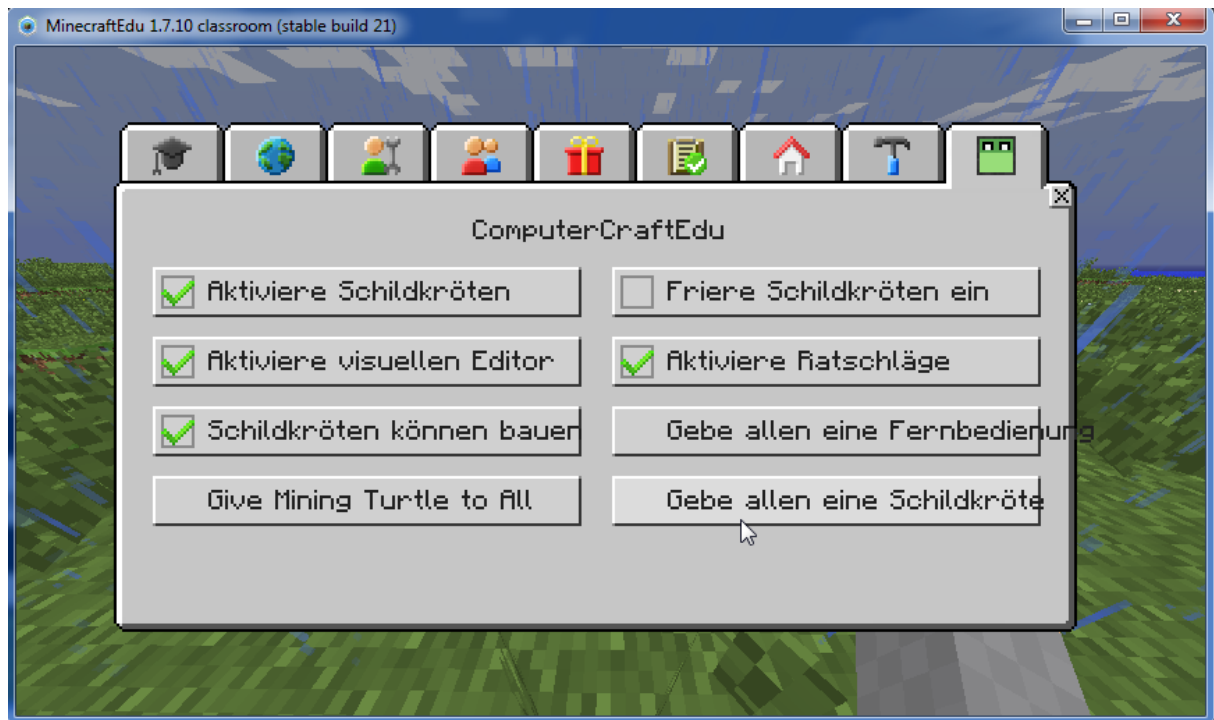 MinecraftEdu 1.7.10 classroom (stable build 21)
ComputerCraftEdu
Aktiviere Schildkröten
Friere Schildkröten ein
Aktiviere visuellen Editor
Aktiviere Ratschläge
Schildkröten können bauen
Gebe allen eine Fernbedienung
Give Mining Turtle to All
Gebe allen eine Schildkröte